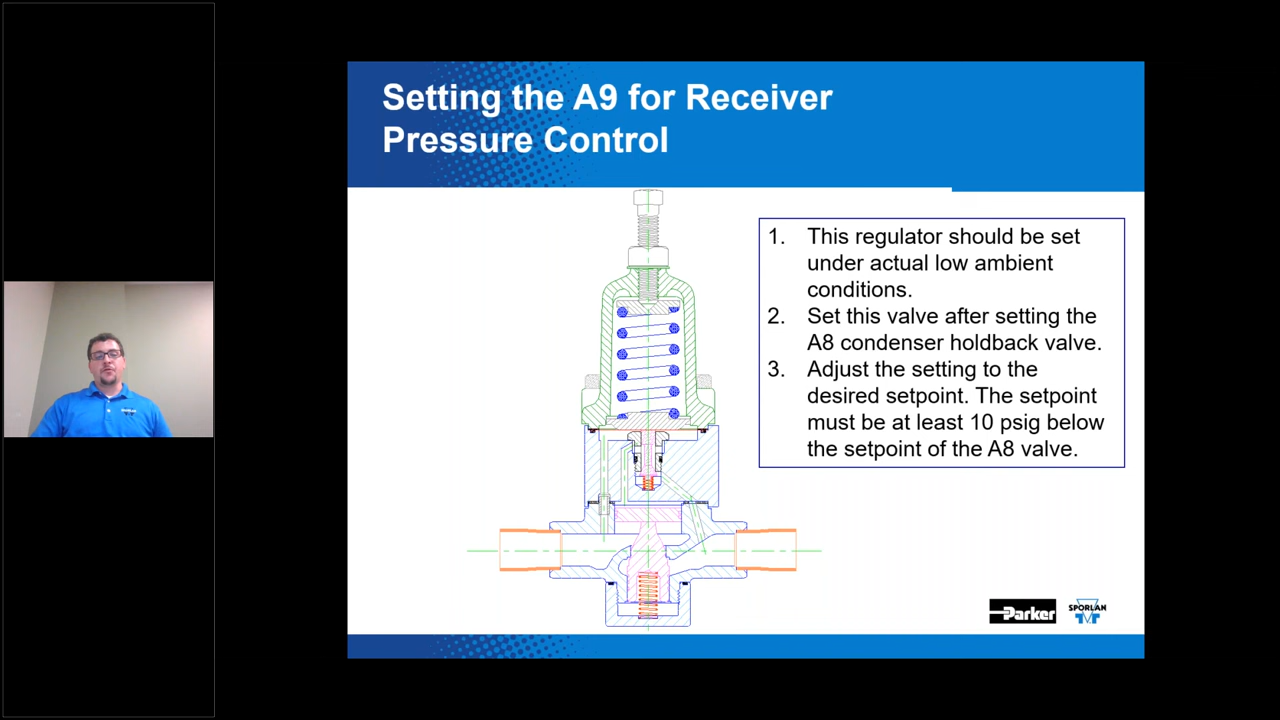 Setting the A9 for Receiver
Pressure Control
1. This regulator should be set
under actual low ambient
conditions.
2. Set this valve after setting the
A8 condenser holdback valve.
3. Adjust the setting to the
desired setpoint. The setpoint
must be at least 10 psig below
the setpoint of the A8 valve.
Parker
SPORLAN
SPORLAN